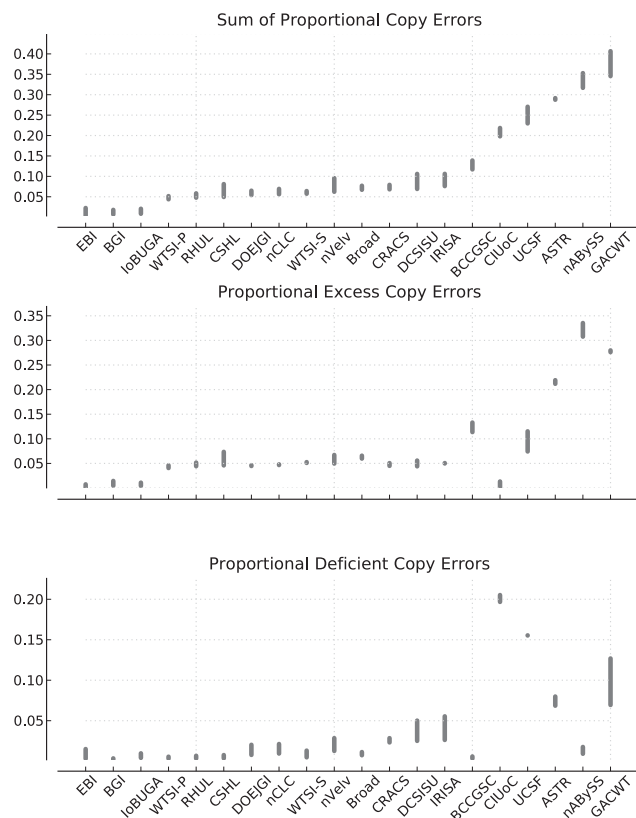 Sum of Proportional Copy Errors
0.40
0.35
0.30
0.25
0.20
0.15
0.10
0.05
EBI
BGI
IoBUGA
WTSI-P
RHUL
CSHL
DOEJGI
nCLC
WTSI-S
nVelv
Broad
CRACS
DCSISU
IRISA
BCCGSC
CIUoC
UCSF
ASTR
nABySS
GACWT
Proportional Excess Copy Errors
0.35
0.30
0.25
0.20
0.15
0.10
0.05
Proportional Deficient Copy Errors
0.20
0.15
0.10
0.05
EBI
BGI
IoBUGA
WTSI-P
RHUL
CSHL
DOEJGI
nCLC
WTSI-S
nVelv
Broad
CRACS
DCSISU
IRISA
BCCGSC
CIUoC
UCSF
ASTR
nABySS
GACWT